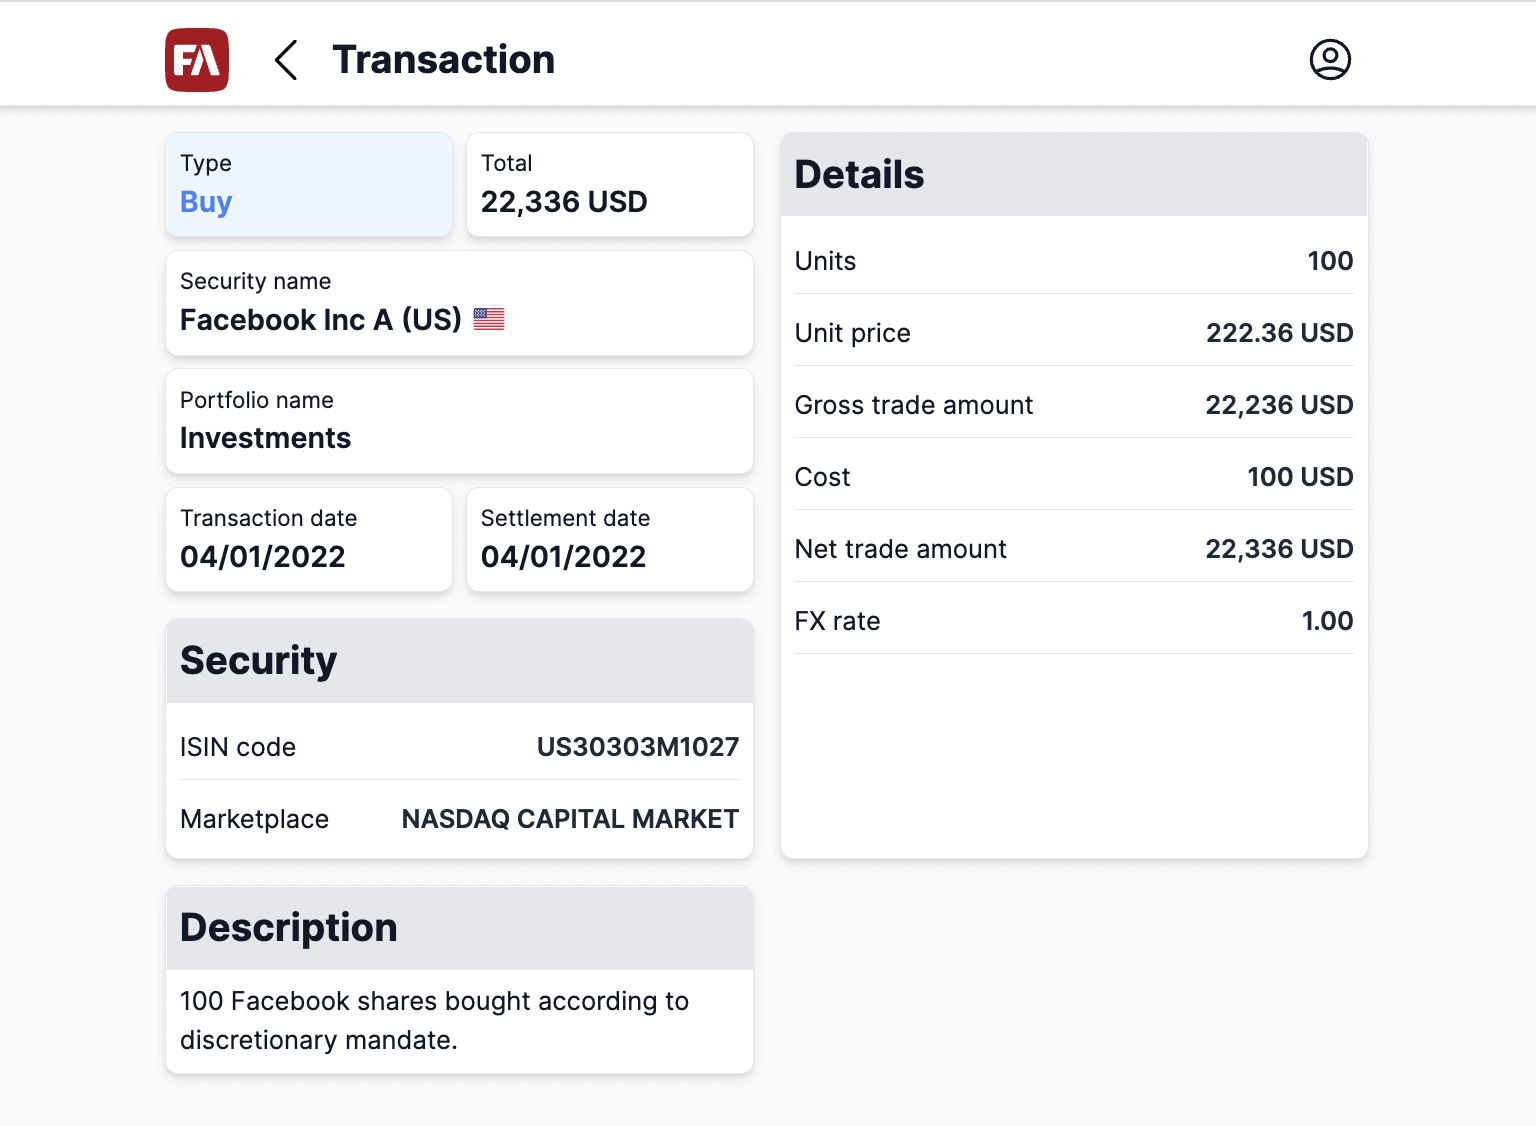 FA
Transaction
Type
Buy
Total
22,336 USD
Security name
Facebook Inc A (US)
Portfolio name
Investments
Transaction date
04/01/2022
Settlement date
04/01/2022
Security
ISIN code US30303M1027
Marketplace NASDAQ CAPITAL MARKET
Description
100 Facebook shares bought according to
discretionary mandate.
Details
Units 100
Unit price 222.36 USD
Gross trade amount 22,236 USD
Cost 100 USD
Net trade amount 22,336 USD
FX rate 1.00